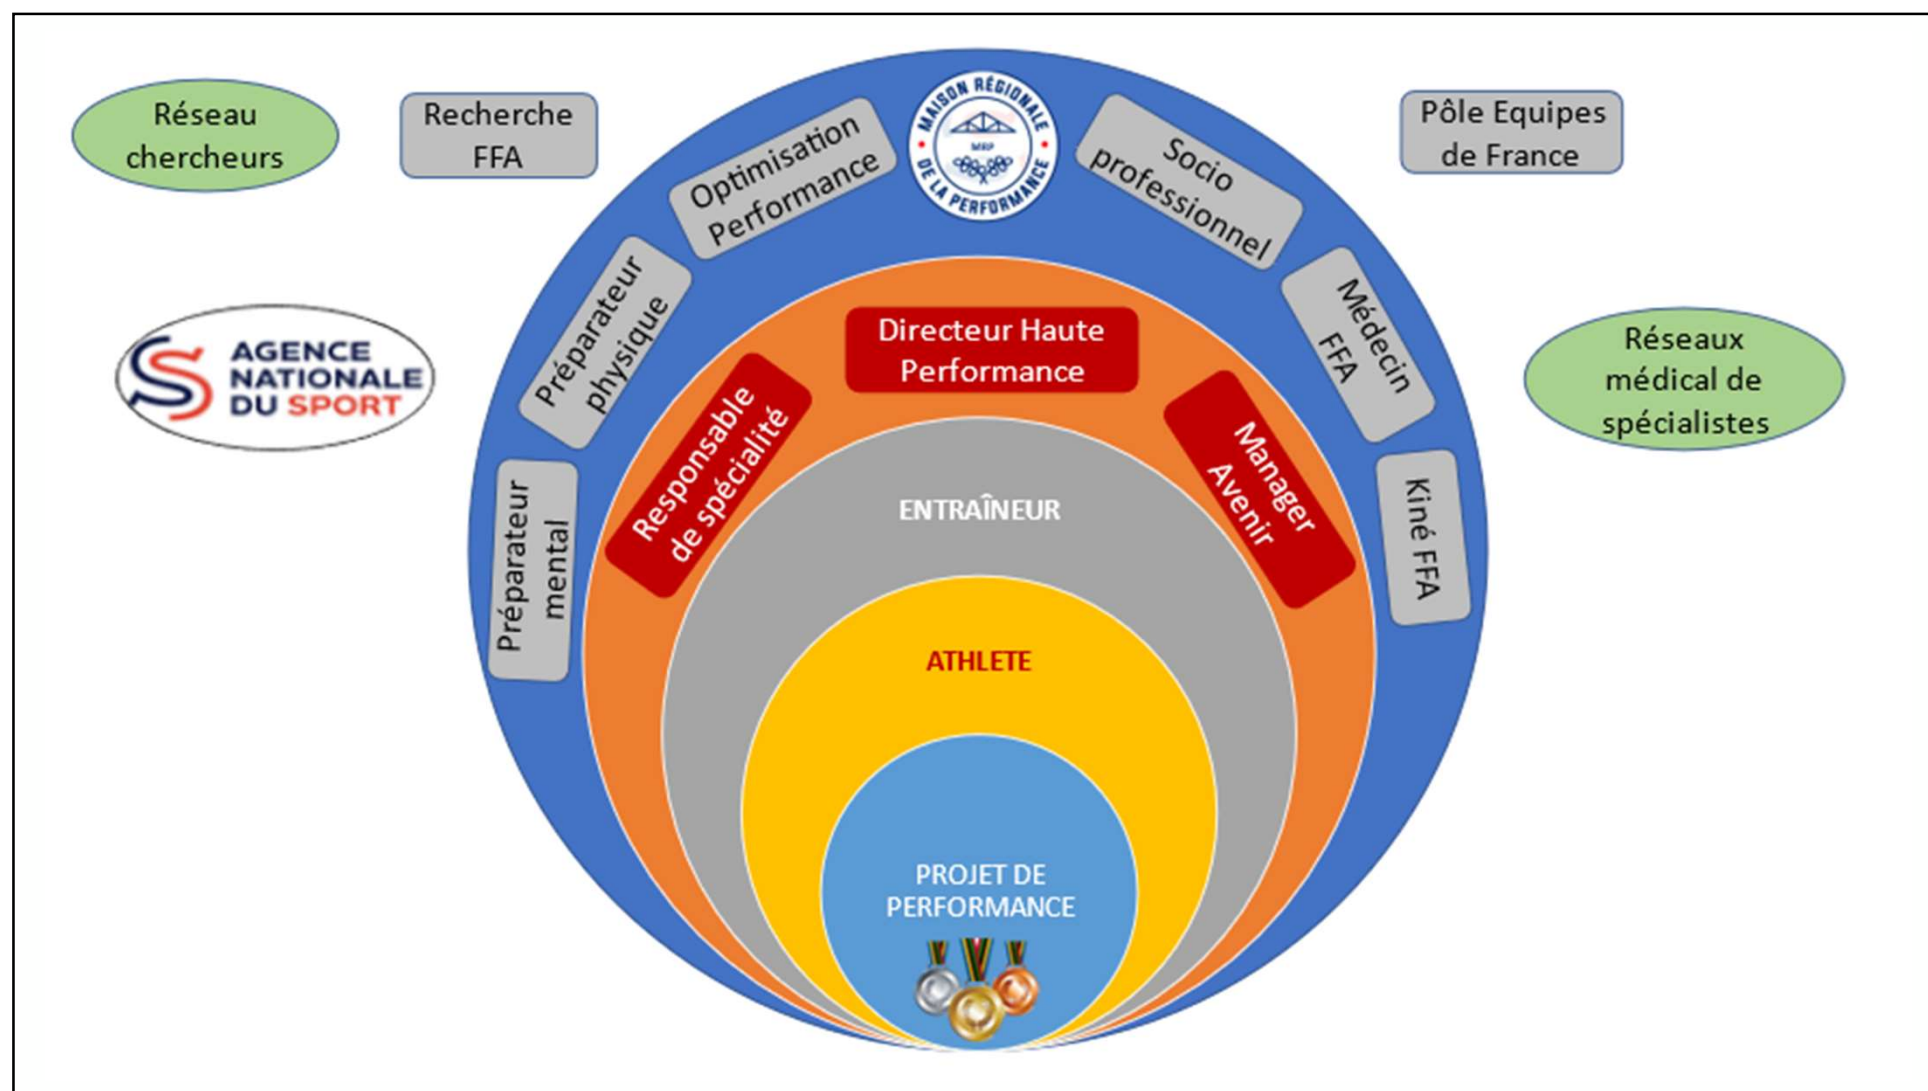 Réseau
chercheurs
Recherche
FFA
Optimisation
Performance
MAISON RÉGIONALE
DE LA PERFORMANCE
MRP
Socio
professionnel
Pôle Equipes
de France
Préparateur
physique
Médecin
FFA
AGENCE
NATIONALE
DU SPORT
Directeur Haute
Performance
Réseaux
médical de
spécialistes
Responsable
de spécialité
Manager
Avenir
Préparateur
mental
Kiné FFA
ENTRAÎNEUR
ATHLETE
PROJET DE
PERFORMANCE